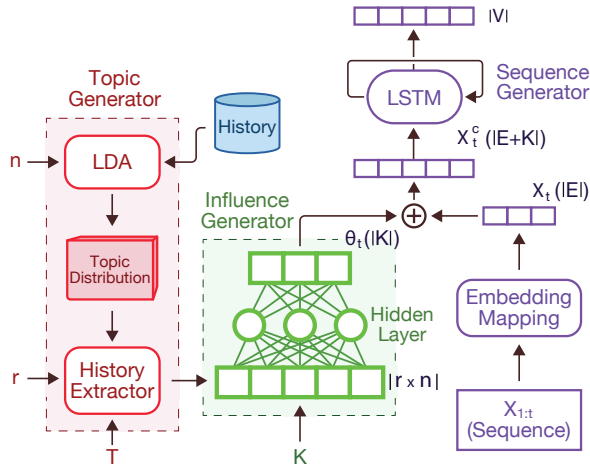 |V|
Topic
Generator
LSTM
Sequence
Generator
History
n
LDA
X_t^c (|E+K|)
Influence
Generator
X_t (|E|)
θ_t(|K|)
+
Topic
Distribution
Hidden
Layer
Embedding
Mapping
r
History
Extractor
|r x n|
X_{1:t}
(Sequence)
T
K